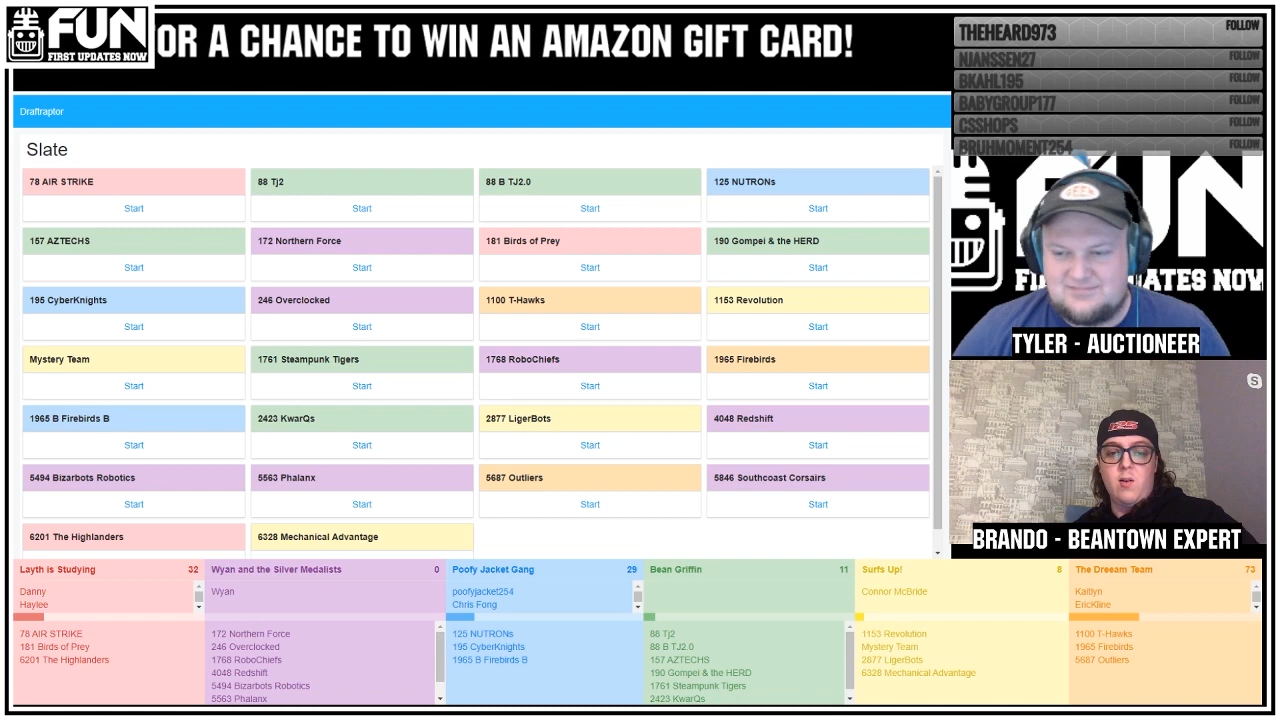 FUN
FIRST UPDATES NOW
OR A CHANCE TO WIN AN AMAZON GIFT CARD!
THEHEARD973 FOLLOW
NJANSSEN27 FOLLOW
BKAHL195 FOLLOW
BABYGROUP177 FOLLOW
CSSHOPS FOLLOW
BRUHMOMENT254 FOLLOW
Draftraptor
Slate
78 AIR STRIKE
Start
88 Tj2
Start
88 B TJ2.0
Start
125 NUTRONs
Start
157 AZTECHS
Start
172 Northern Force
Start
181 Birds of Prey
Start
190 Gompei & the HERD
Start
195 CyberKnights
Start
246 Overclocked
Start
1100 T-Hawks
Start
1153 Revolution
Start
Mystery Team
Start
1761 Steampunk Tigers
Start
1768 RoboChiefs
Start
1965 Firebirds
Start
1965 B Firebirds B
Start
2423 KwarQs
Start
2877 LigerBots
Start
4048 Redshift
Start
5494 Bizarbots Robotics
Start
5563 Phalanx
Start
5687 Outliers
Start
5846 Southcoast Corsairs
Start
6201 The Highlanders
6328 Mechanical Advantage
UN
FIRST UPDATES NOW
TYLER - AUCTIONEER
125
BRANDO - BEANTOWN EXPERT
Layth is Studying 32
Danny
Haylee
78 AIR STRIKE
181 Birds of Prey
6201 The Highlanders
Wyan and the Silver Medalists 0
Wyan
172 Northern Force
246 Overclocked
1768 RoboChiefs
4048 Redshift
5494 Bizarbots Robotics
5563 Phalanx
Poofy Jacket Gang 29
poofyjacket254
Chris Fong
125 NUTRONs
195 CyberKnights
1965 B Firebirds B
Bean Griffin 11
88 Tj2
88 B TJ2.0
157 AZTECHS
190 Gompei & the HERD
1761 Steampunk Tigers
2423 KwarQs
Surfs Up! 8
Connor McBride
1153 Revolution
Mystery Team
2877 LigerBots
6328 Mechanical Advantage
The Dreeam Team 73
Kaitlyn
EricKline
1100 T-Hawks
1965 Firebirds
5687 Outliers